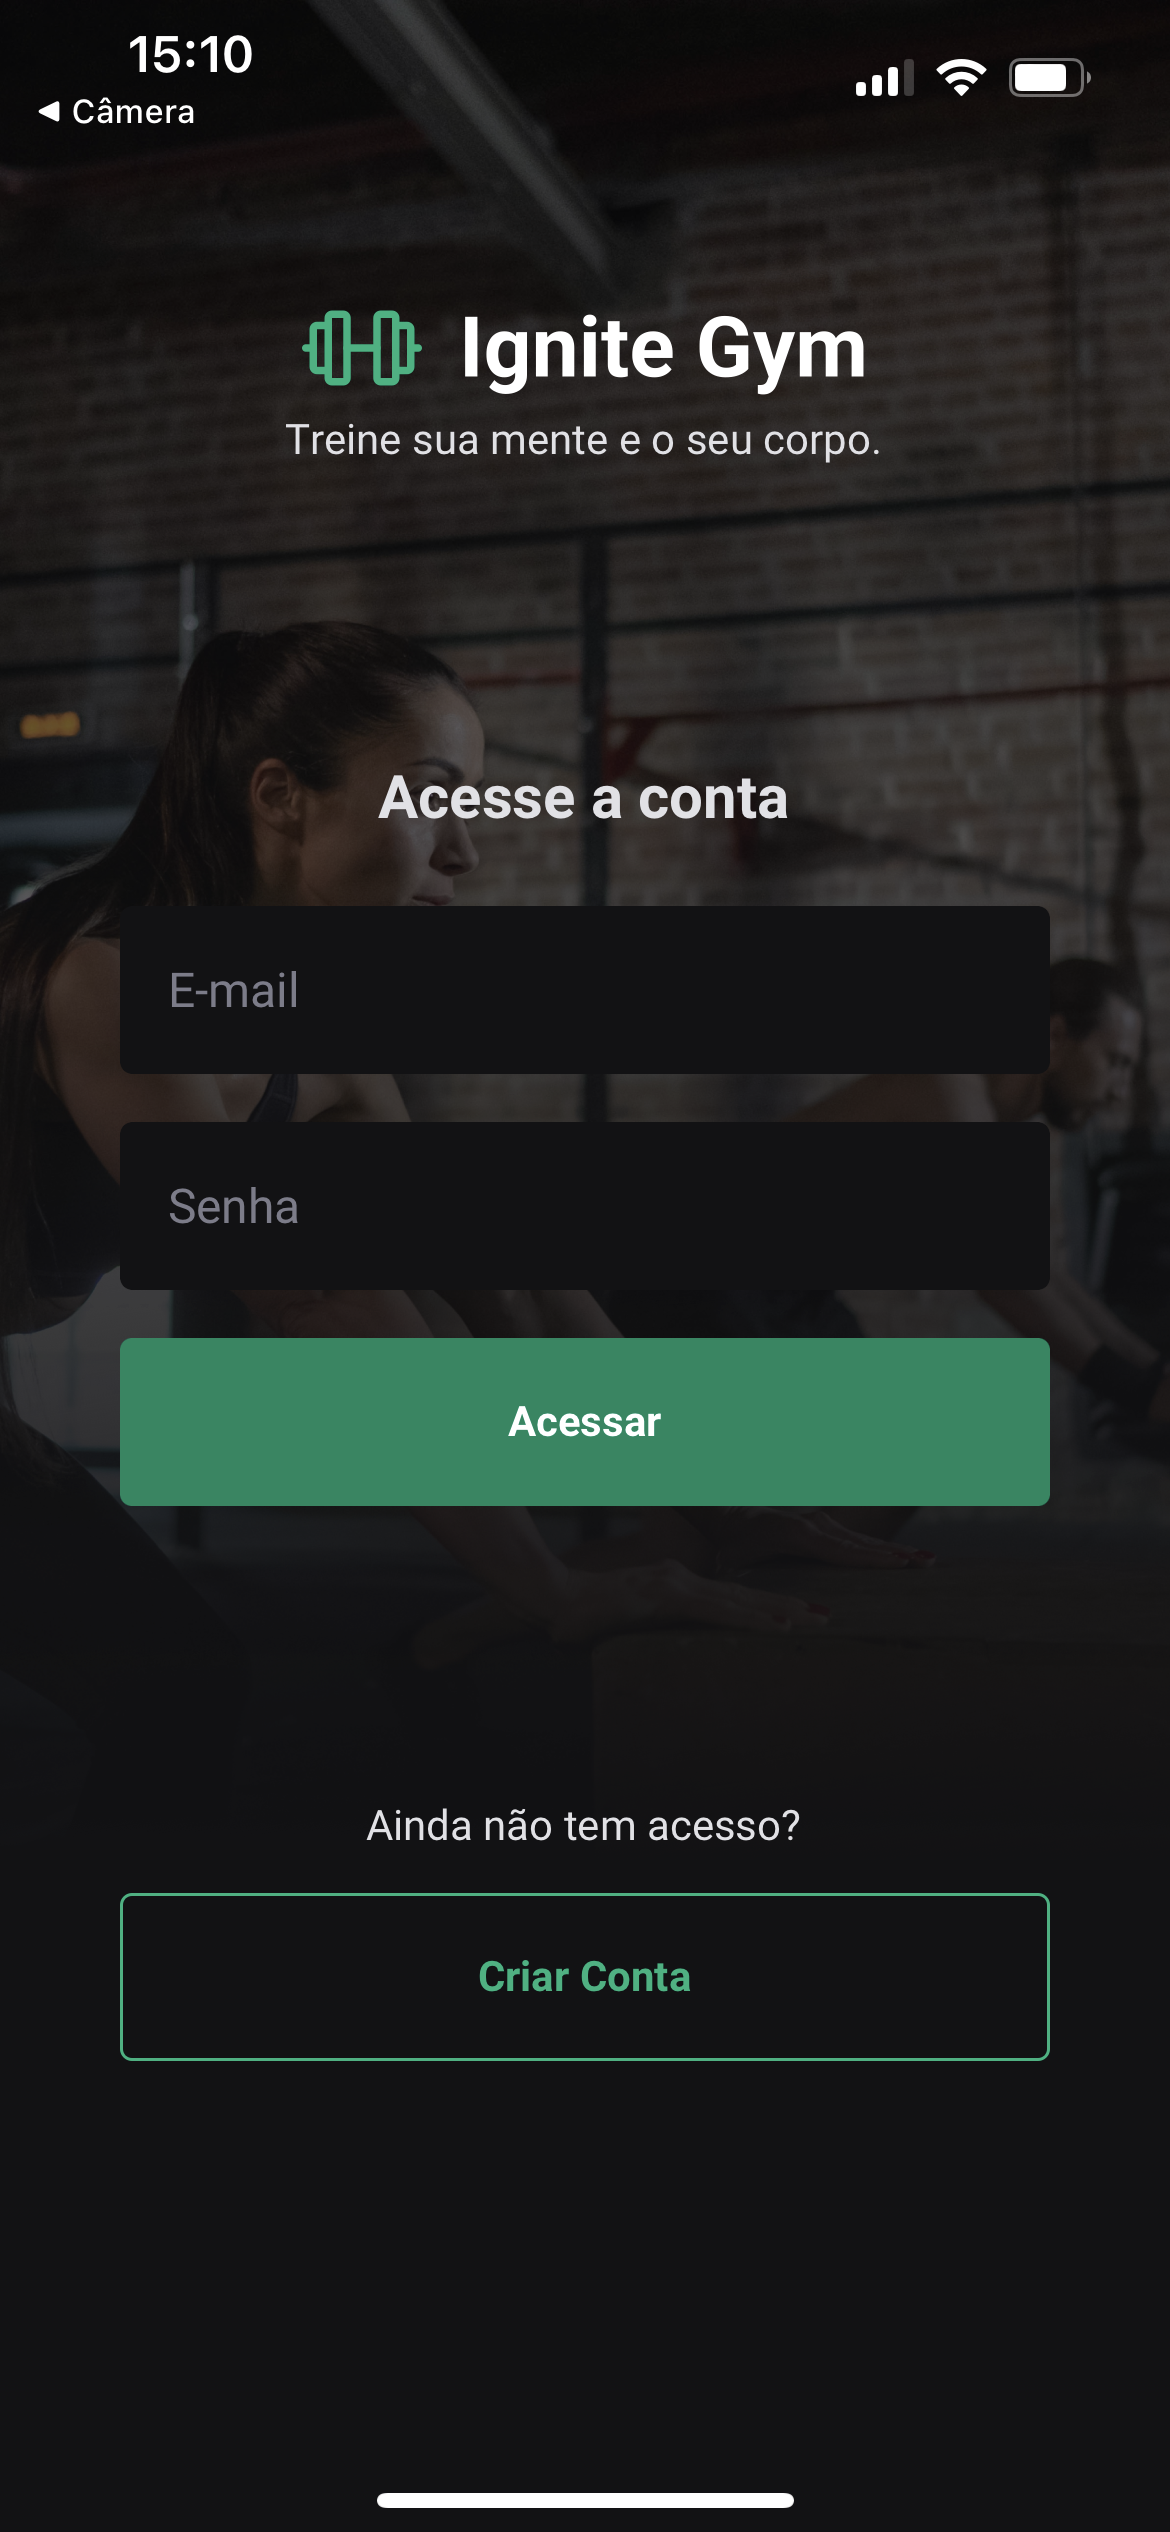 15:10
Câmera
Ignite Gym
Treine sua mente e o seu corpo.
Acesse a conta
E-mail
Senha
Acessar
Ainda não tem acesso?
Criar Conta